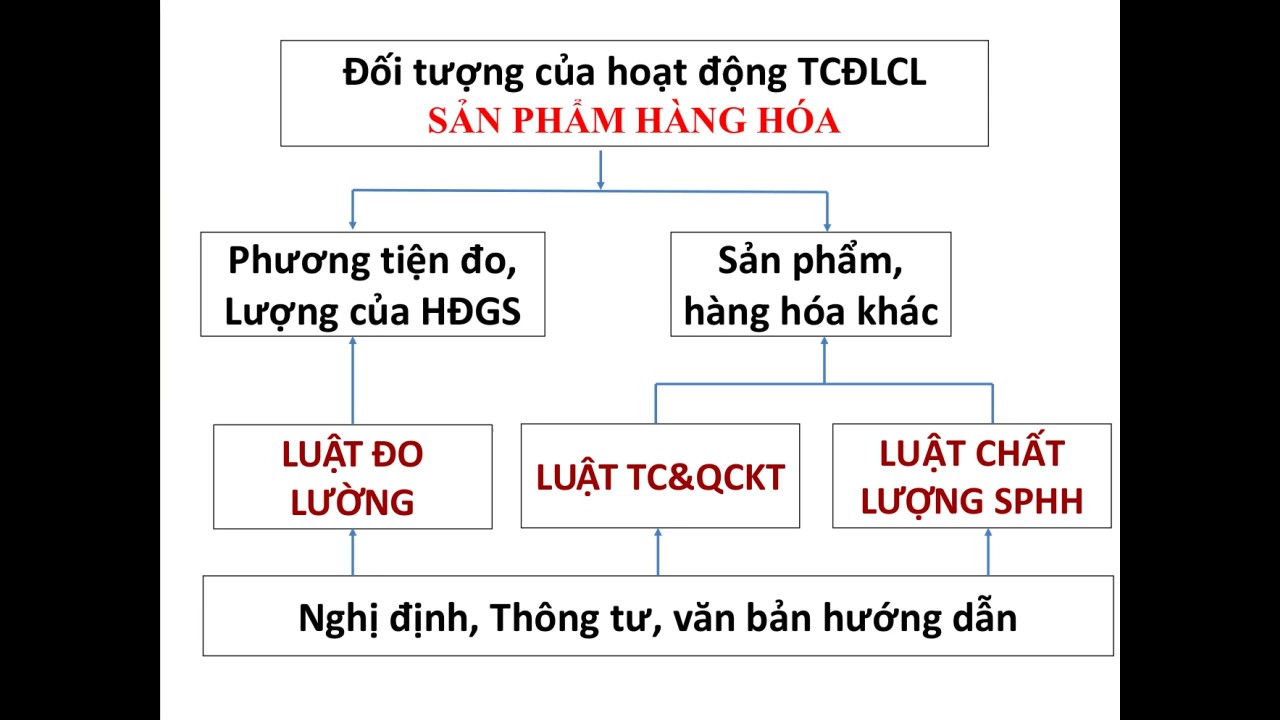 Đối tượng của hoạt động TCĐLCL
SẢN PHẨM HÀNG HÓA
Phương tiện đo,
Lượng của HĐGS
Sản phẩm,
hàng hóa khác
LUẬT ĐO
LƯỜNG
LUẬT TC&QCKT
LUẬT CHẤT
LƯỢNG SPHH
Nghị định, Thông tư, văn bản hướng dẫn